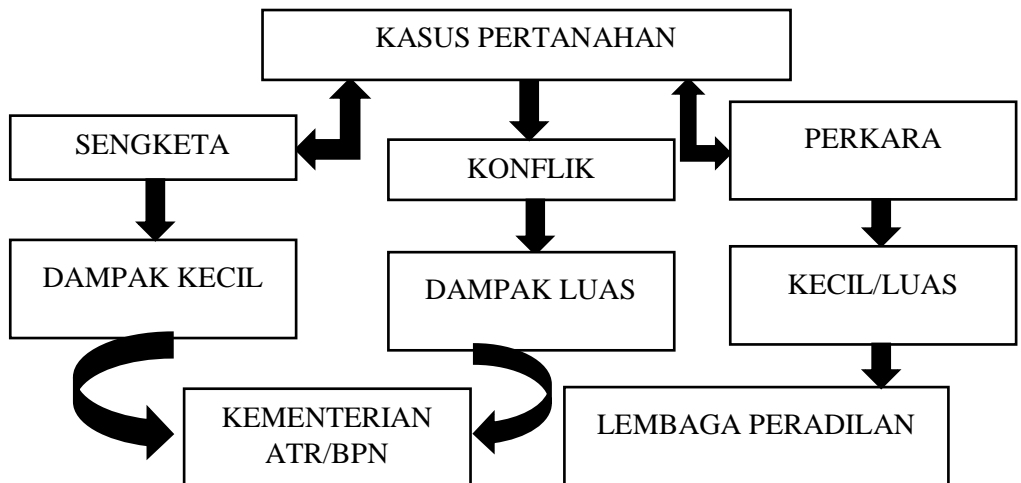 KASUS PERTANAHAN
SENGKETA
KONFLIK
PERKARA
DAMPAK KECIL
DAMPAK LUAS
KECIL/LUAS
KEMENTERIAN
ATR/BPN
LEMBAGA PERADILAN